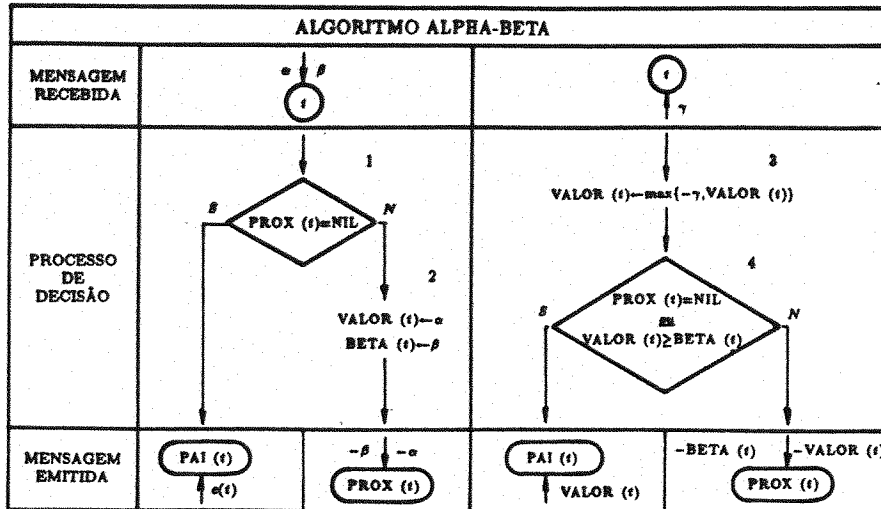 ALGORITMO ALPHA-BETA
MENSAGEM
RECEBIDA
α β
t
t
γ
PROCESSO
DE
DECISÃO
1
S
N
PROX (t)=NIL
2
VALOR (t)←α
BETA (t)←β
3
VALOR (t)←max{-γ,VALOR (t)}
4
S
N
PROX (t)=NIL
ou
VALOR (t)≥BETA (t)
MENSAGEM
EMITIDA
PAI (t)
e(t)
-β -α
PROX (t)
PAI (t)
VALOR (t)
-BETA (t) -VALOR (t)
PROX (t)